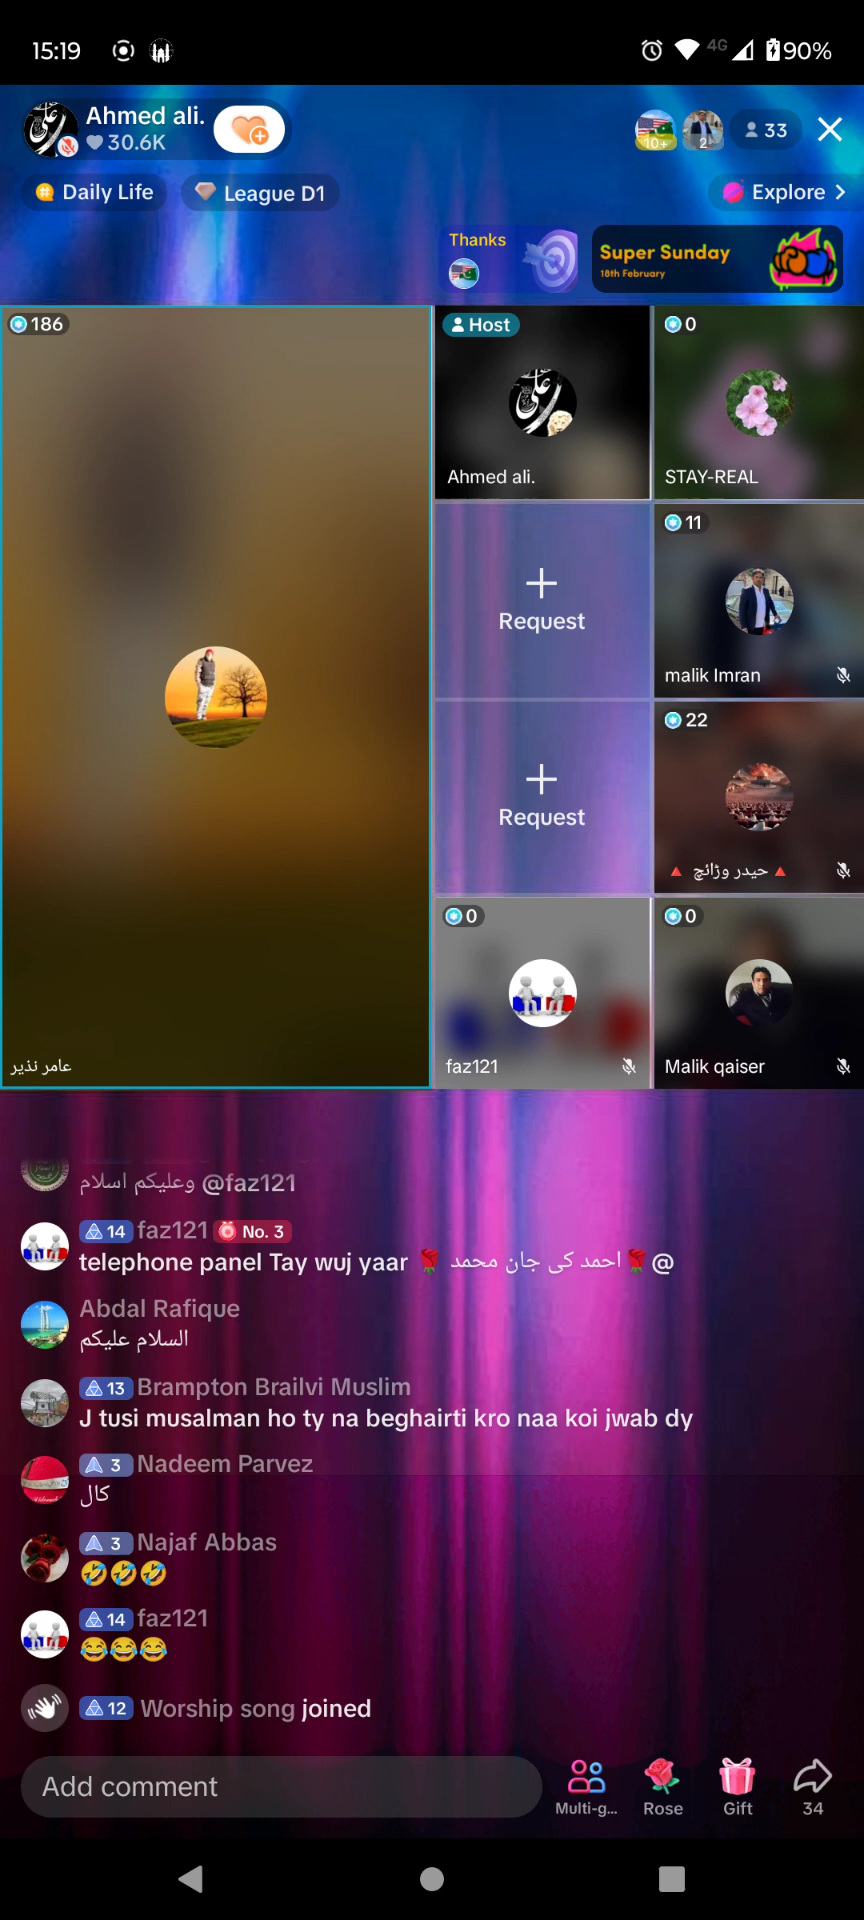 15:19
4G
90%
Ahmed ali.
30.6K
10+
2
33
Daily Life
League D1
Explore
Thanks
Super Sunday
18th February
186
Host
Ahmed ali.
0
STAY-REAL
Request
11
malik Imran
Request
22
🔺 حیدر وڑائچ 🔺
عامر نذیر
0
faz121
0
Malik qaiser
وعلیکم اسلام @faz121
14 faz121 No. 3
telephone panel Tay wuj yaar 🌹 احمد کی جان محمد🌹@
Abdal Rafique
السلام علیکم
13 Brampton Brailvi Muslim
J tusi musalman ho ty na beghairti kro naa koi jwab dy
3 Nadeem Parvez
کال
3 Najaf Abbas
🤣🤣🤣
14 faz121
😂😂😂
12 Worship song joined
Add comment
Multi-g...
Rose
Gift
34